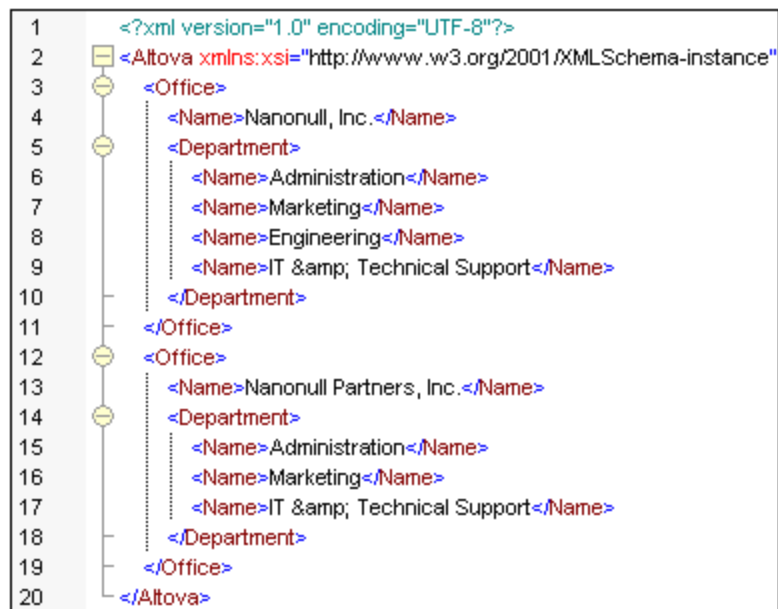 1 <?xml version="1.0" encoding="UTF-8"?>
2 <Altova xmlns:xsi="http://www.w3.org/2001/XMLSchema-instance"
3 <Office>
4 <Name>Nanonull, Inc.</Name>
5 <Department>
6 <Name>Administration</Name>
7 <Name>Marketing</Name>
8 <Name>Engineering</Name>
9 <Name>IT &amp; Technical Support</Name>
10 </Department>
11 </Office>
12 <Office>
13 <Name>Nanonull Partners, Inc.</Name>
14 <Department>
15 <Name>Administration</Name>
16 <Name>Marketing</Name>
17 <Name>IT &amp; Technical Support</Name>
18 </Department>
19 </Office>
20 </Altova>